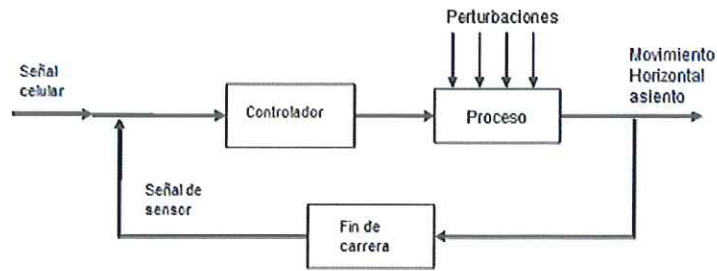 Perturbaciones
Señal
celular
Movimiento
Horizontal
asiento
Controlador
Proceso
Señal de
sensor
Fin de
carrera